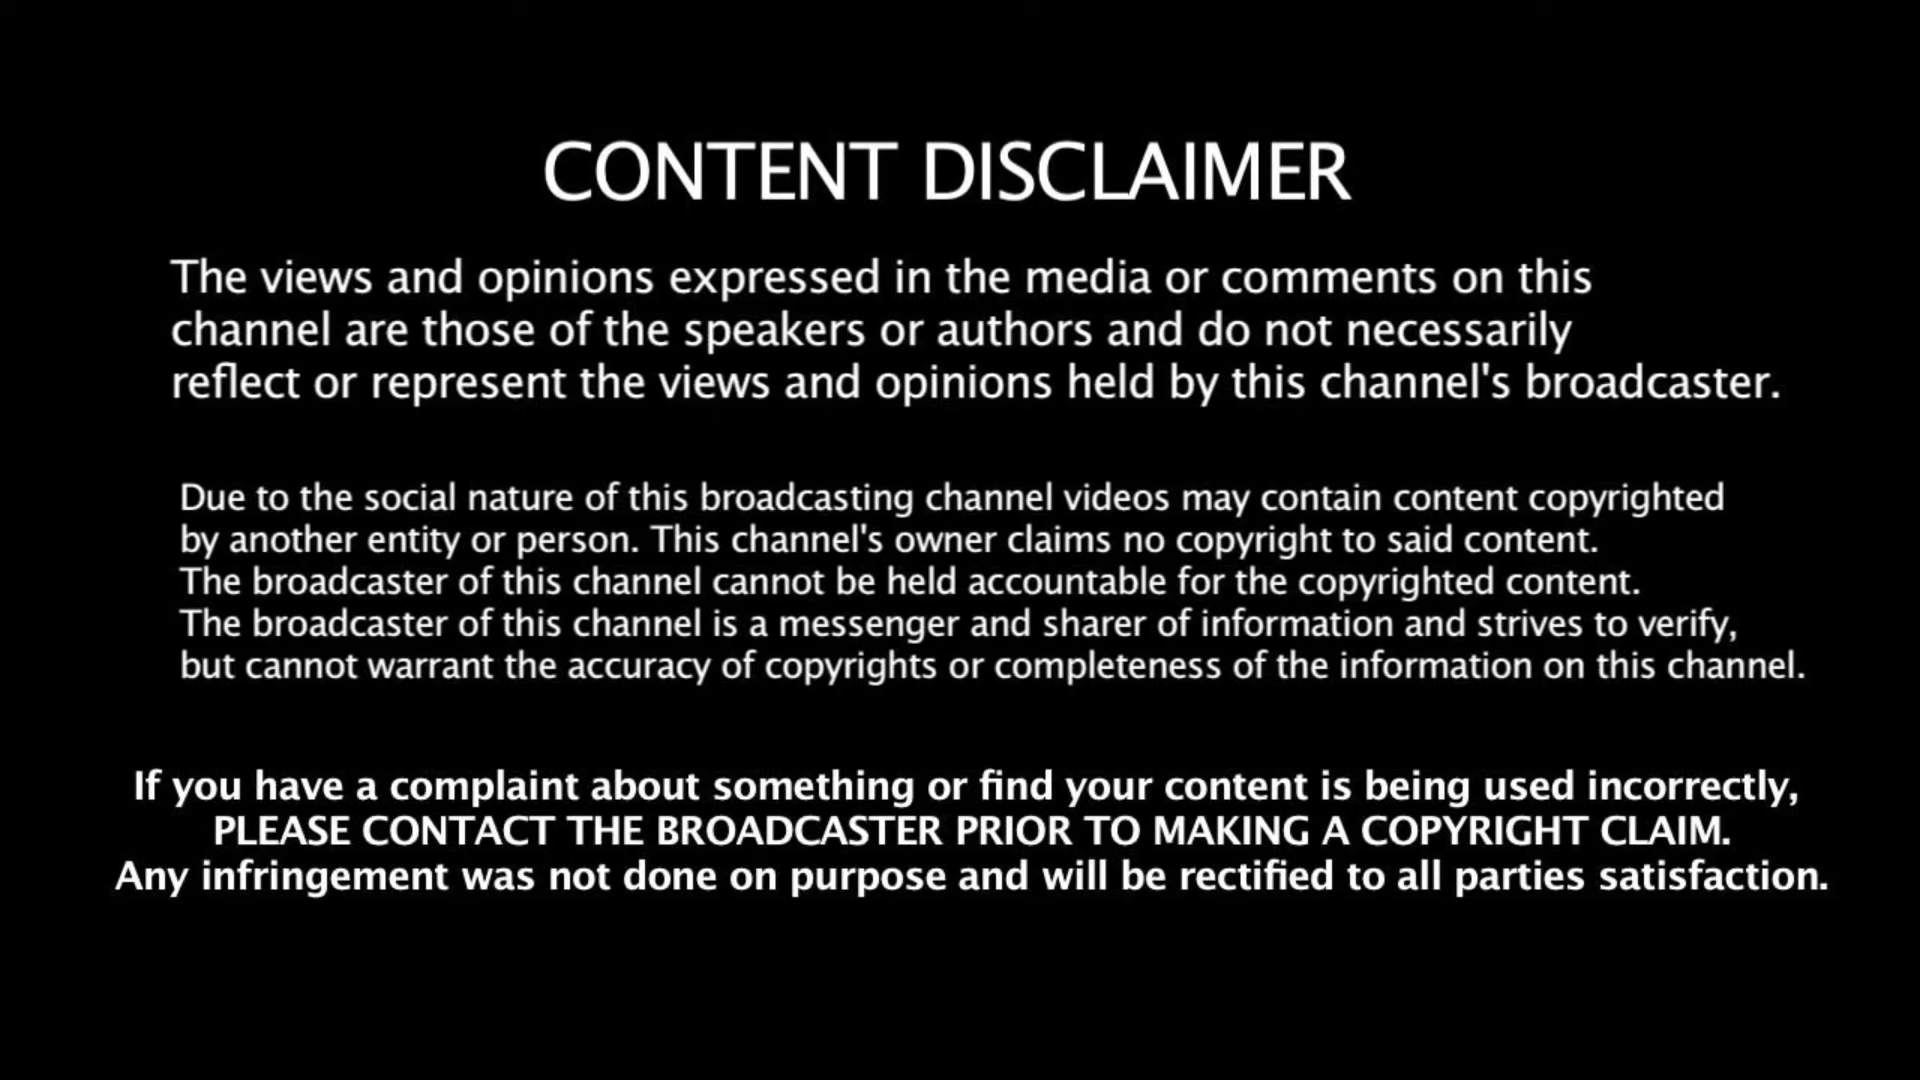 CONTENT DISCLAIMER
The views and opinions expressed in the media or comments on this
channel are those of the speakers or authors and do not necessarily
reflect or represent the views and opinions held by this channel's broadcaster.
Due to the social nature of this broadcasting channel videos may contain content copyrighted
by another entity or person. This channel's owner claims no copyright to said content.
The broadcaster of this channel cannot be held accountable for the copyrighted content.
The broadcaster of this channel is a messenger and sharer of information and strives to verify,
but cannot warrant the accuracy of copyrights or completeness of the information on this channel.
If you have a complaint about something or find your content is being used incorrectly,
PLEASE CONTACT THE BROADCASTER PRIOR TO MAKING A COPYRIGHT CLAIM.
Any infringement was not done on purpose and will be rectified to all parties satisfaction.